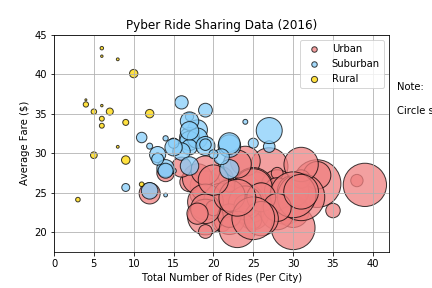 Pyber Ride Sharing Data (2016)
45
40
35
30
25
20
Average Fare ($)
0 5 10 15 20 25 30 35 40
Total Number of Rides (Per City)
Urban
Suburban
Rural
Note:
Circle s